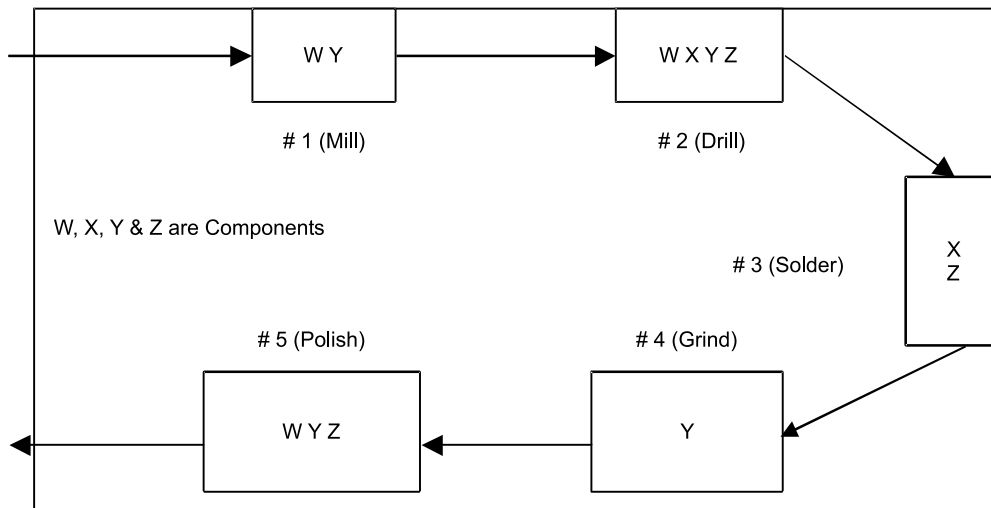 W Y
W X Y Z
# 1 (Mill)
# 2 (Drill)
W, X, Y & Z are Components
X
Z
# 3 (Solder)
# 5 (Polish)
# 4 (Grind)
W Y Z
Y